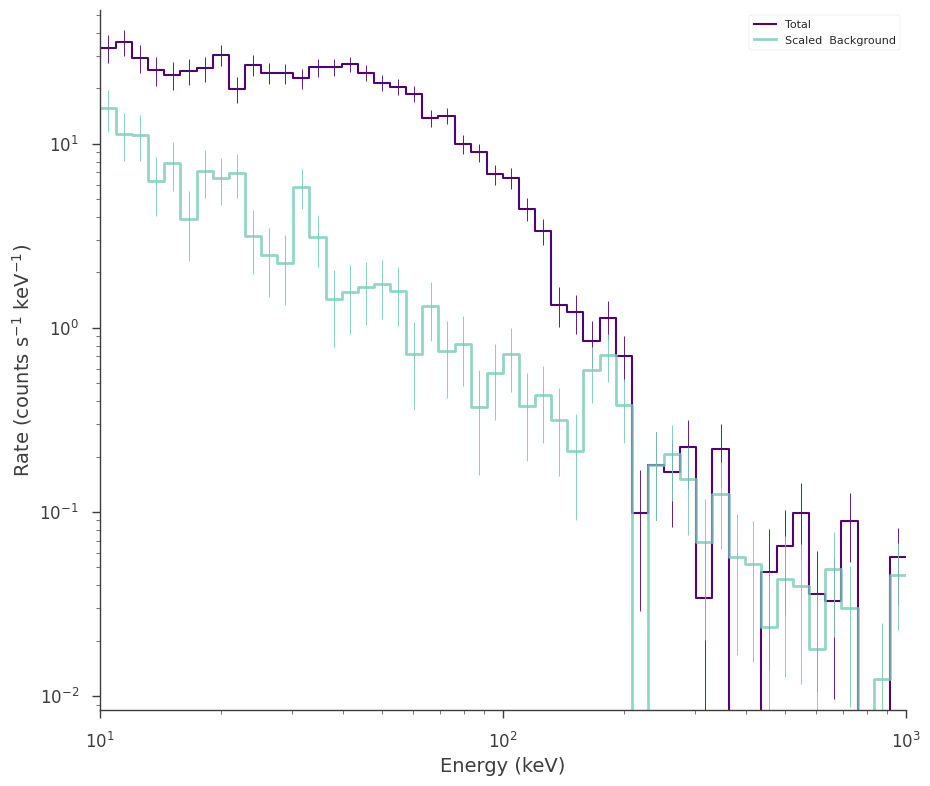 Total
Scaled  Background
10¹
10⁰
10⁻¹
10⁻²
Rate (counts s⁻¹ keV⁻¹)
10¹ 10² 10³
Energy (keV)